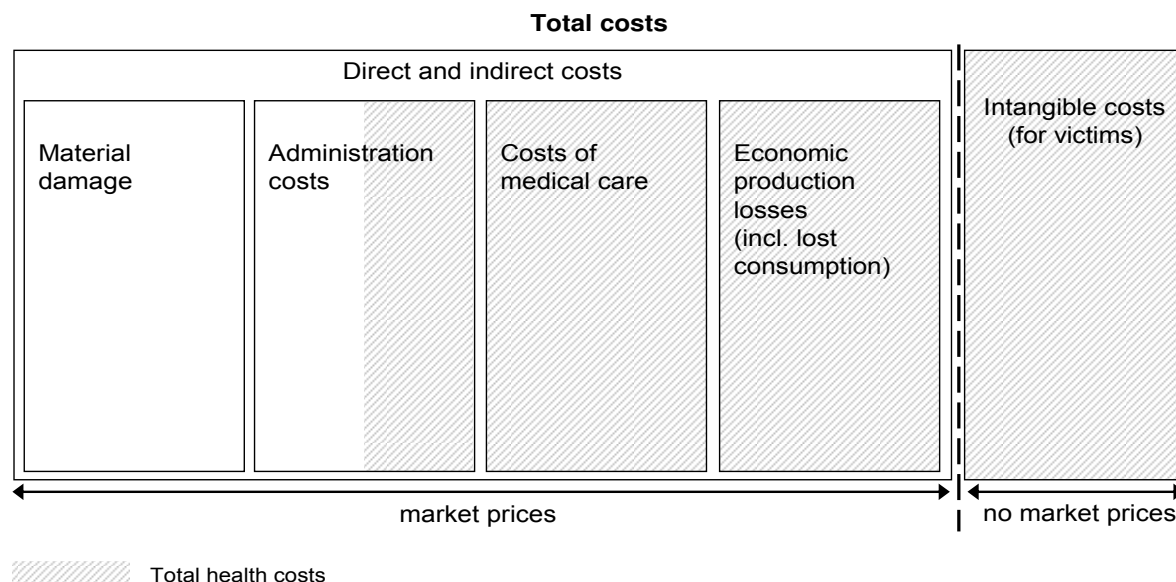 Total costs
Direct and indirect costs
Material
damage
Administration
costs
Costs of
medical care
Economic
production
losses
(incl. lost
consumption)
Intangible costs
(for victims)
market prices
no market prices
Total health costs